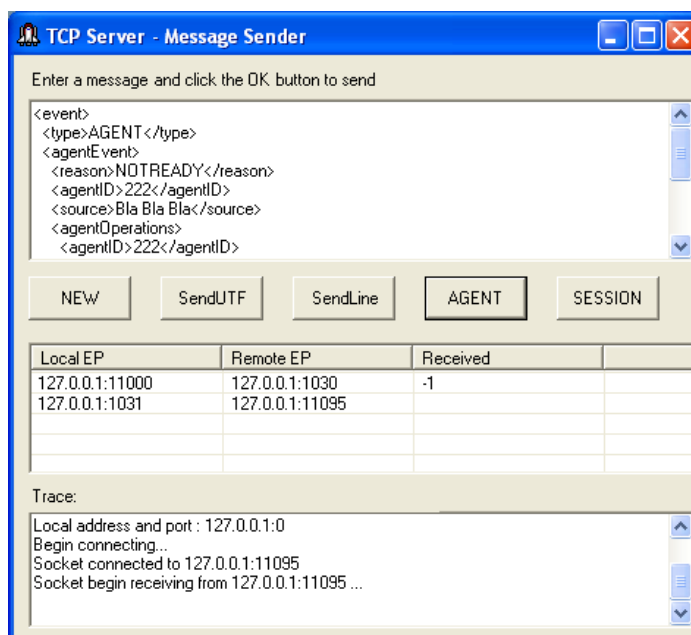 TCP Server - Message Sender
Enter a message and click the OK button to send
<event>
<type>AGENT</type>
<agentEvent>
<reason>NOTREADY</reason>
<agentID>222</agentID>
<source>Bla Bla Bla</source>
<agentOperations>
<agentID>222</agentID>
NEW SendUTF SendLine AGENT SESSION
Local EP Remote EP Received
127.0.0.1:11000 127.0.0.1:1030 -1
127.0.0.1:1031 127.0.0.1:11095
Trace:
Local address and port : 127.0.0.1:0
Begin connecting...
Socket connected to 127.0.0.1:11095
Socket begin receiving from 127.0.0.1:11095 ...